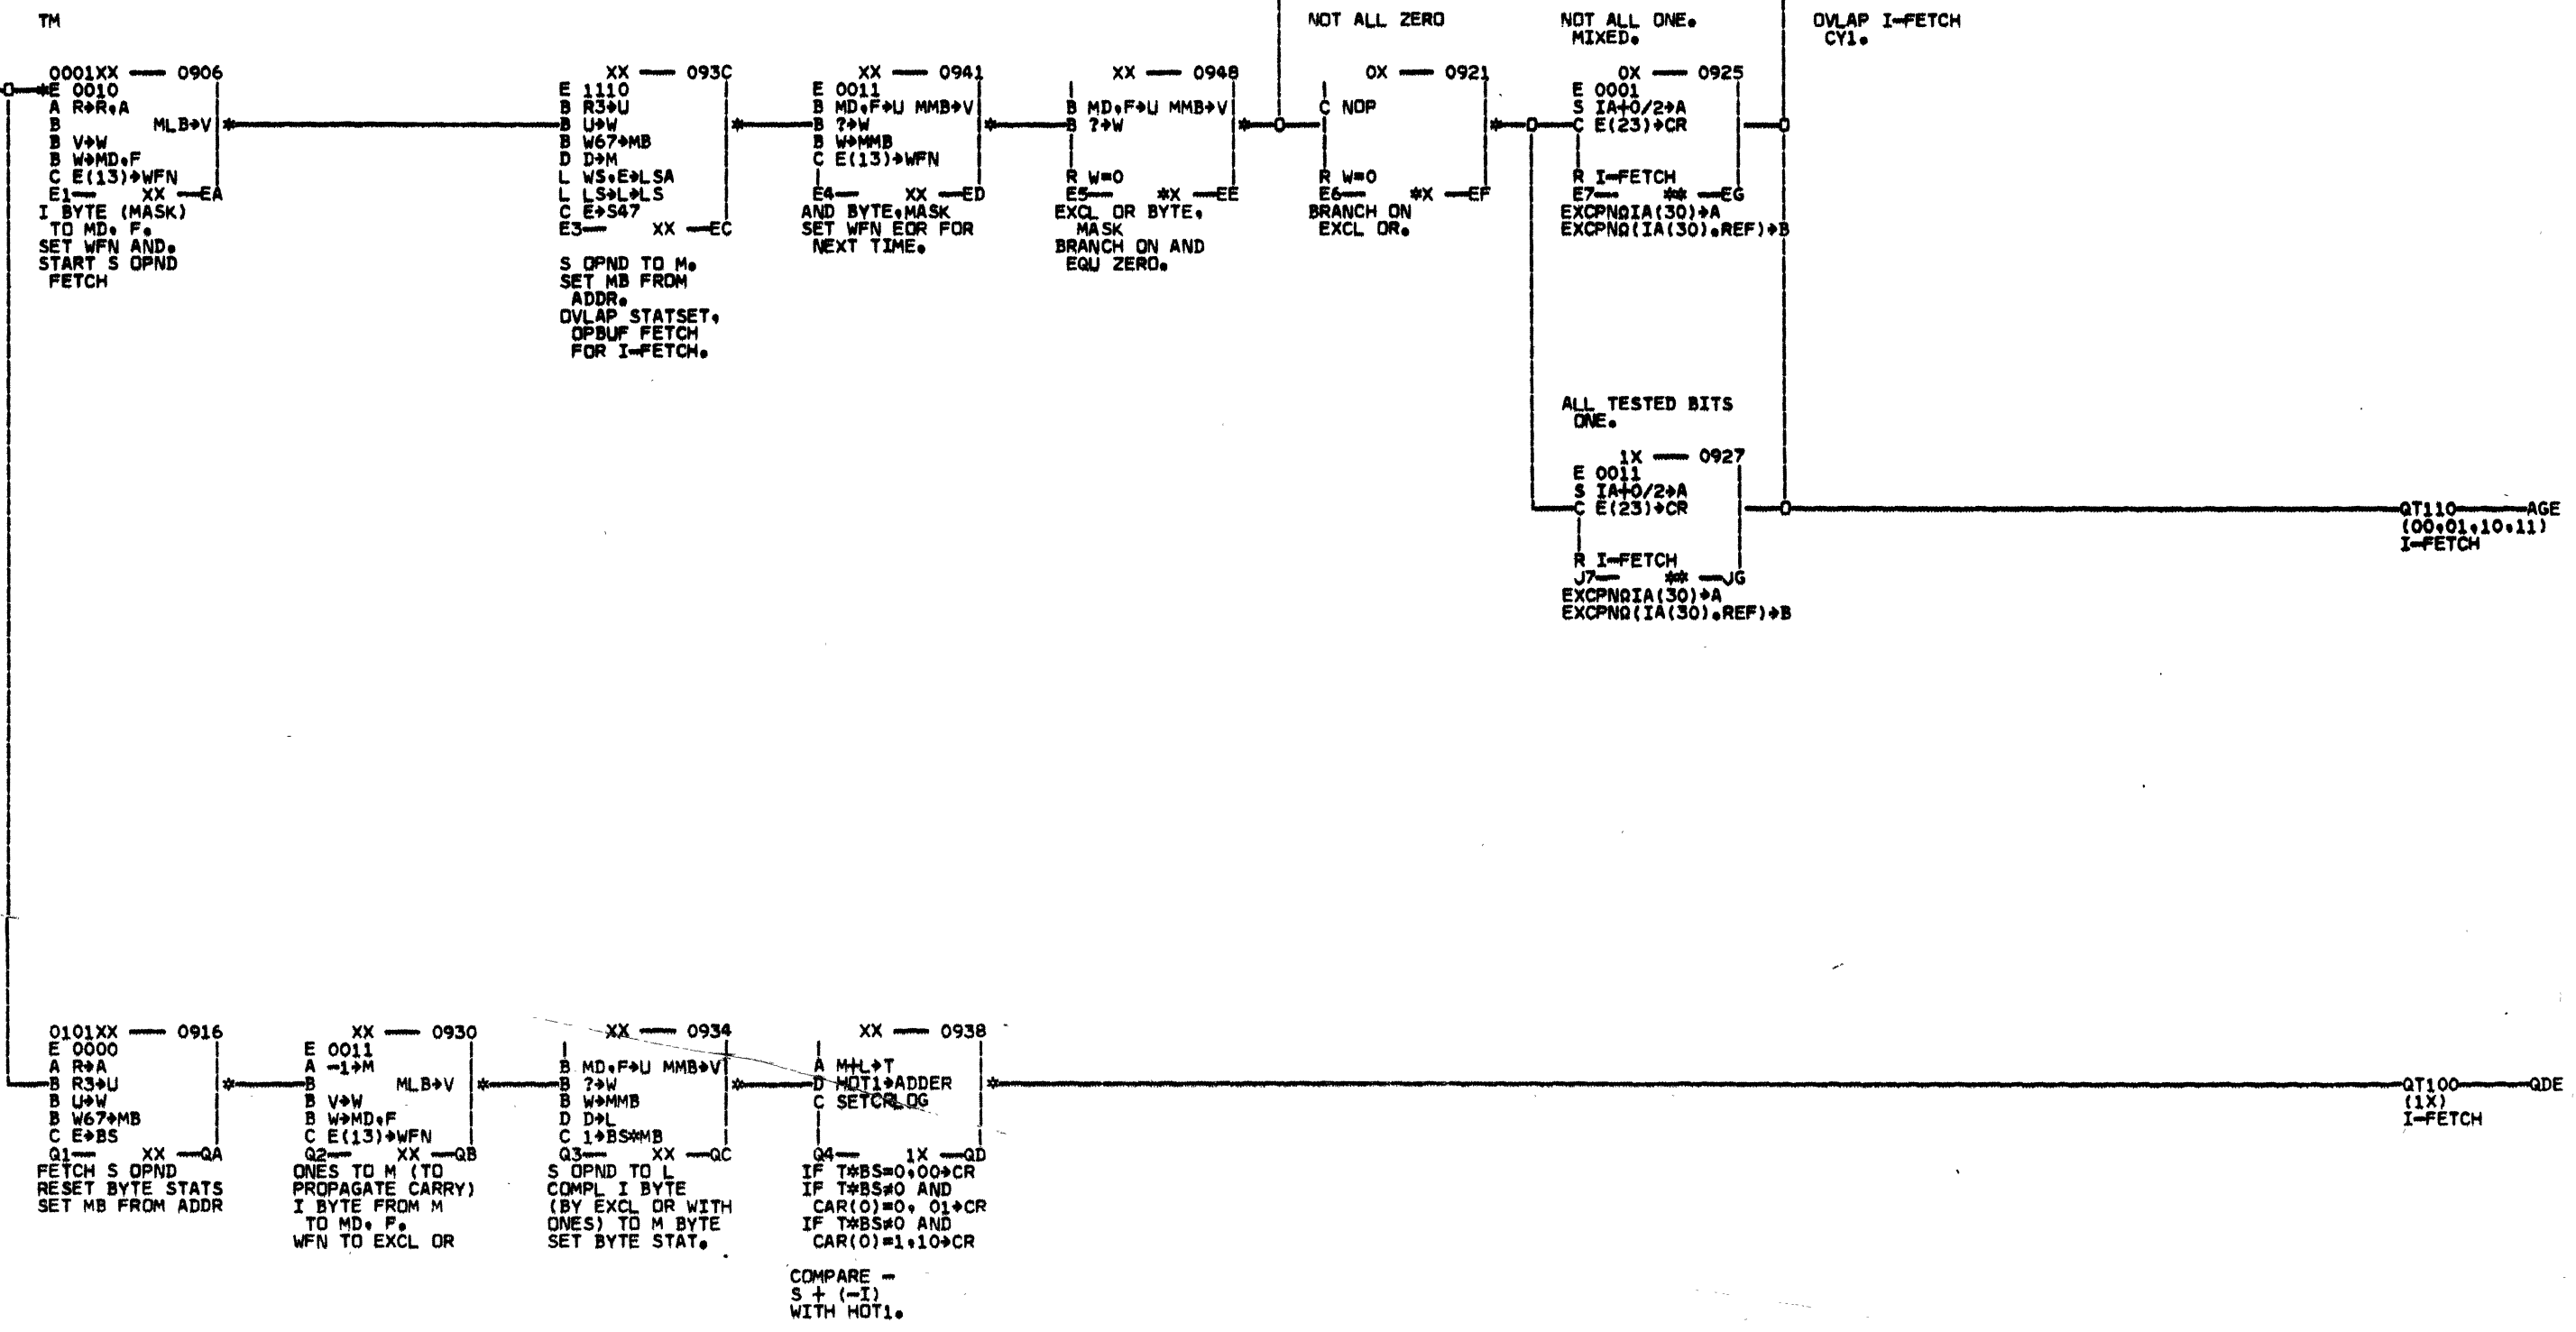 TM
0001XX — 0906
E 0010
A R→R,A
B MLB→V
B V→W
B W→MD,F
C E(13)→WFN
E1— XX —EA
I BYTE (MASK)
TO MD, F.
SET WFN AND.
START S OPND
FETCH
XX — 093C
E 1110
B R3→U
B U→W
B W67→MB
D D→M
L WS,E→LSA
L LS→L→LS
C E→S47
E3— XX —EC
S OPND TO M.
SET MB FROM
ADDR.
OVLAP STATSET,
OPBUF FETCH
FOR I-FETCH.
XX — 0941
E 0011
B MD,F→U MMB→V
B ?→W
B W→MMB
C E(13)→WFN
E4— XX —ED
AND BYTE,MASK
SET WFN EOR FOR
NEXT TIME.
XX — 0948
B MD,F→U MMB→V
B ?→W
R W=0
E5— *X —EE
EXCL OR BYTE,
MASK
BRANCH ON AND
EQU ZERO.
NOT ALL ZERO
0X — 0921
C NOP
R W=0
E6— *X —EF
BRANCH ON
EXCL OR.
NOT ALL ONE.
MIXED.
0X — 0925
E 0001
S IA+0/2→A
C E(23)→CR
R I-FETCH
E7— ** —EG
EXCPNΩIA(30)→A
EXCPNΩ(IA(30).REF)→B
OVLAP I-FETCH
CY1.
ALL TESTED BITS
ONE.
1X — 0927
E 0011
S IA+0/2→A
C E(23)→CR
R I-FETCH
J7— ** —JG
EXCPNΩIA(30)→A
EXCPNΩ(IA(30).REF)→B
QT110 — AGE
(00,01,10,11)
I-FETCH
0101XX — 0916
E 0000
A R→A
B R3→U
B U→W
B W67→MB
C E→BS
Q1— XX —QA
FETCH S OPND
RESET BYTE STATS
SET MB FROM ADDR
XX — 0930
E 0011
A -1→M
B MLB→V
B V→W
B W→MD,F
C E(13)→WFN
Q2— XX —QB
ONES TO M (TO
PROPAGATE CARRY)
I BYTE FROM M
TO MD, F.
WFN TO EXCL OR
XX — 0934
B MD,F→U MMB→V
B ?→W
B W→MMB
D D→L
C 1→BS*MB
Q3— XX —QC
S OPND TO L
COMPL I BYTE
(BY EXCL OR WITH
ONES) TO M BYTE
SET BYTE STAT.
XX — 0938
A M+L→T
D HOT1→ADDER
C SETCRLOG
Q4— 1X —QD
IF T*BS=0,00→CR
IF T*BS≠0 AND
CAR(0)=0, 01→CR
IF T*BS≠0 AND
CAR(0)=1,10→CR
COMPARE -
S + (-I)
WITH HOT1.
QT100 — QDE
(1X)
I-FETCH